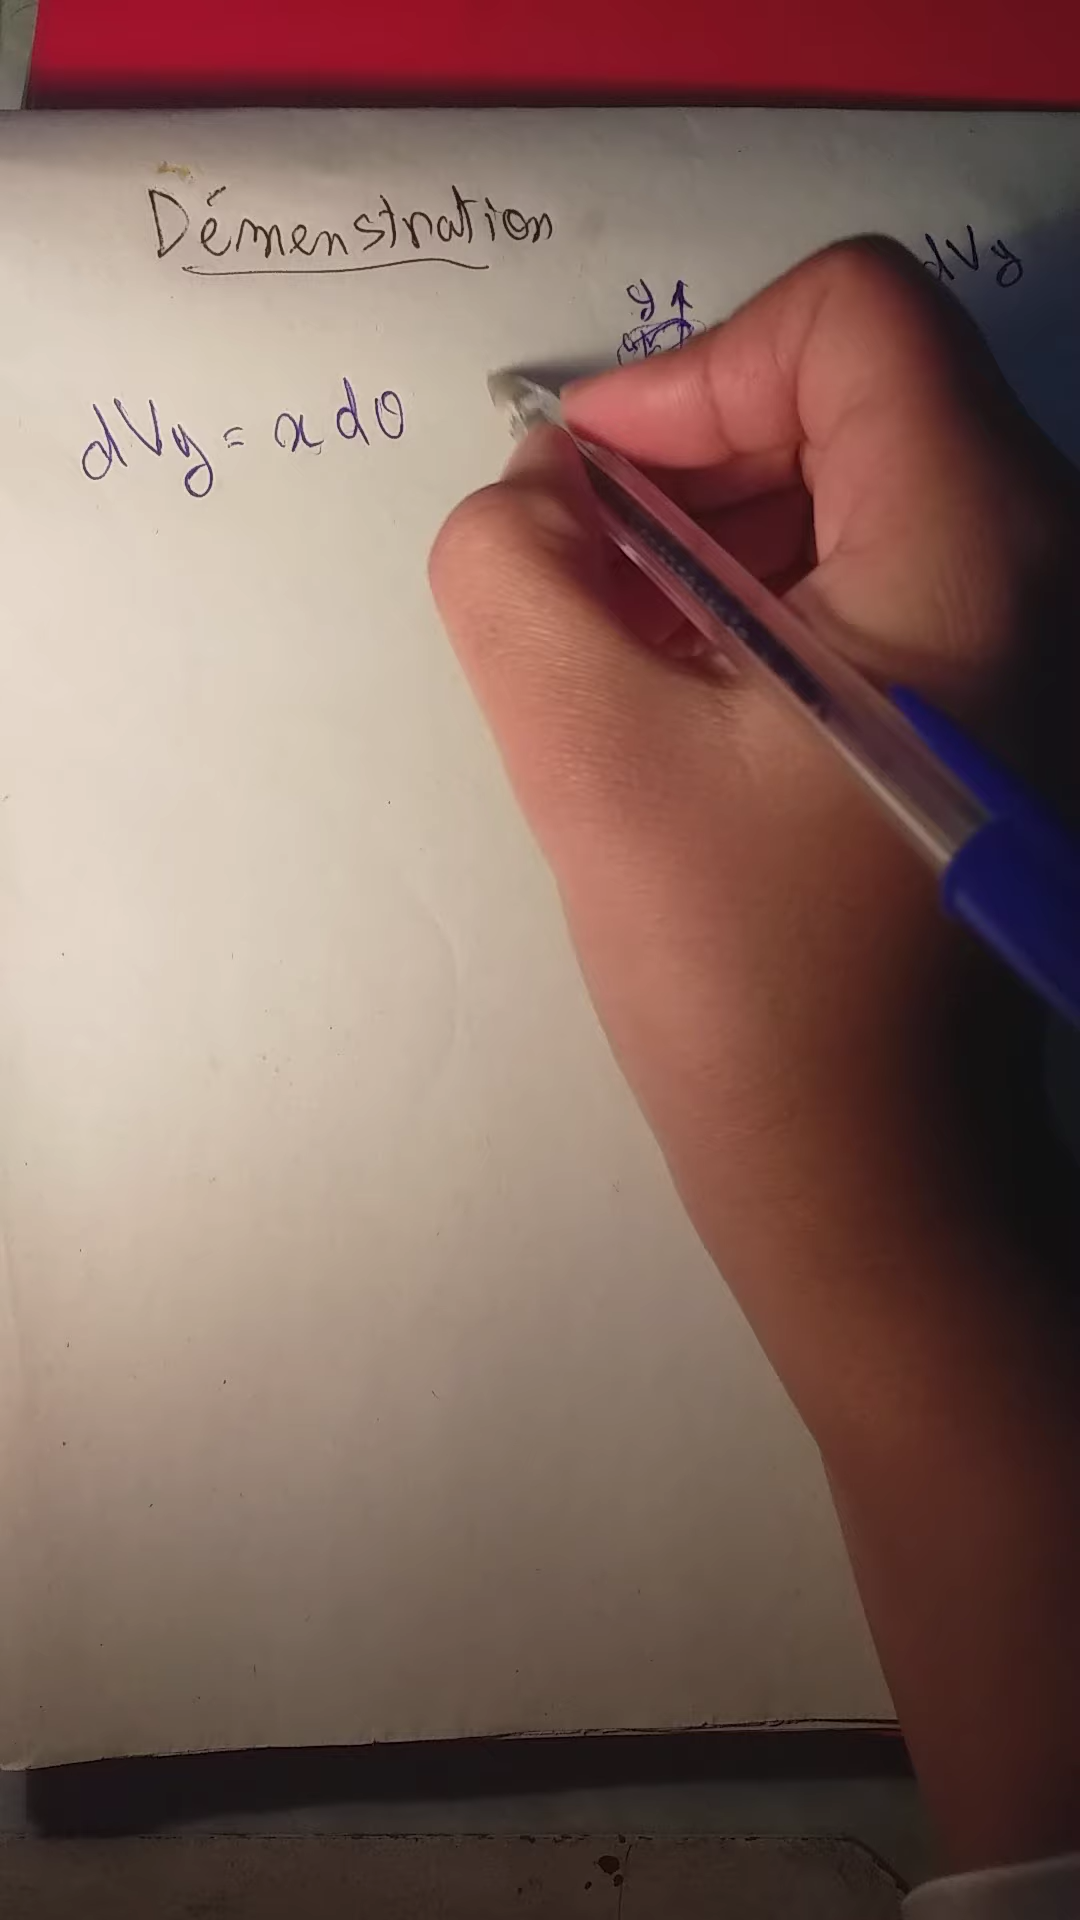 Démenstration
dVy
y
dVy = x dθ